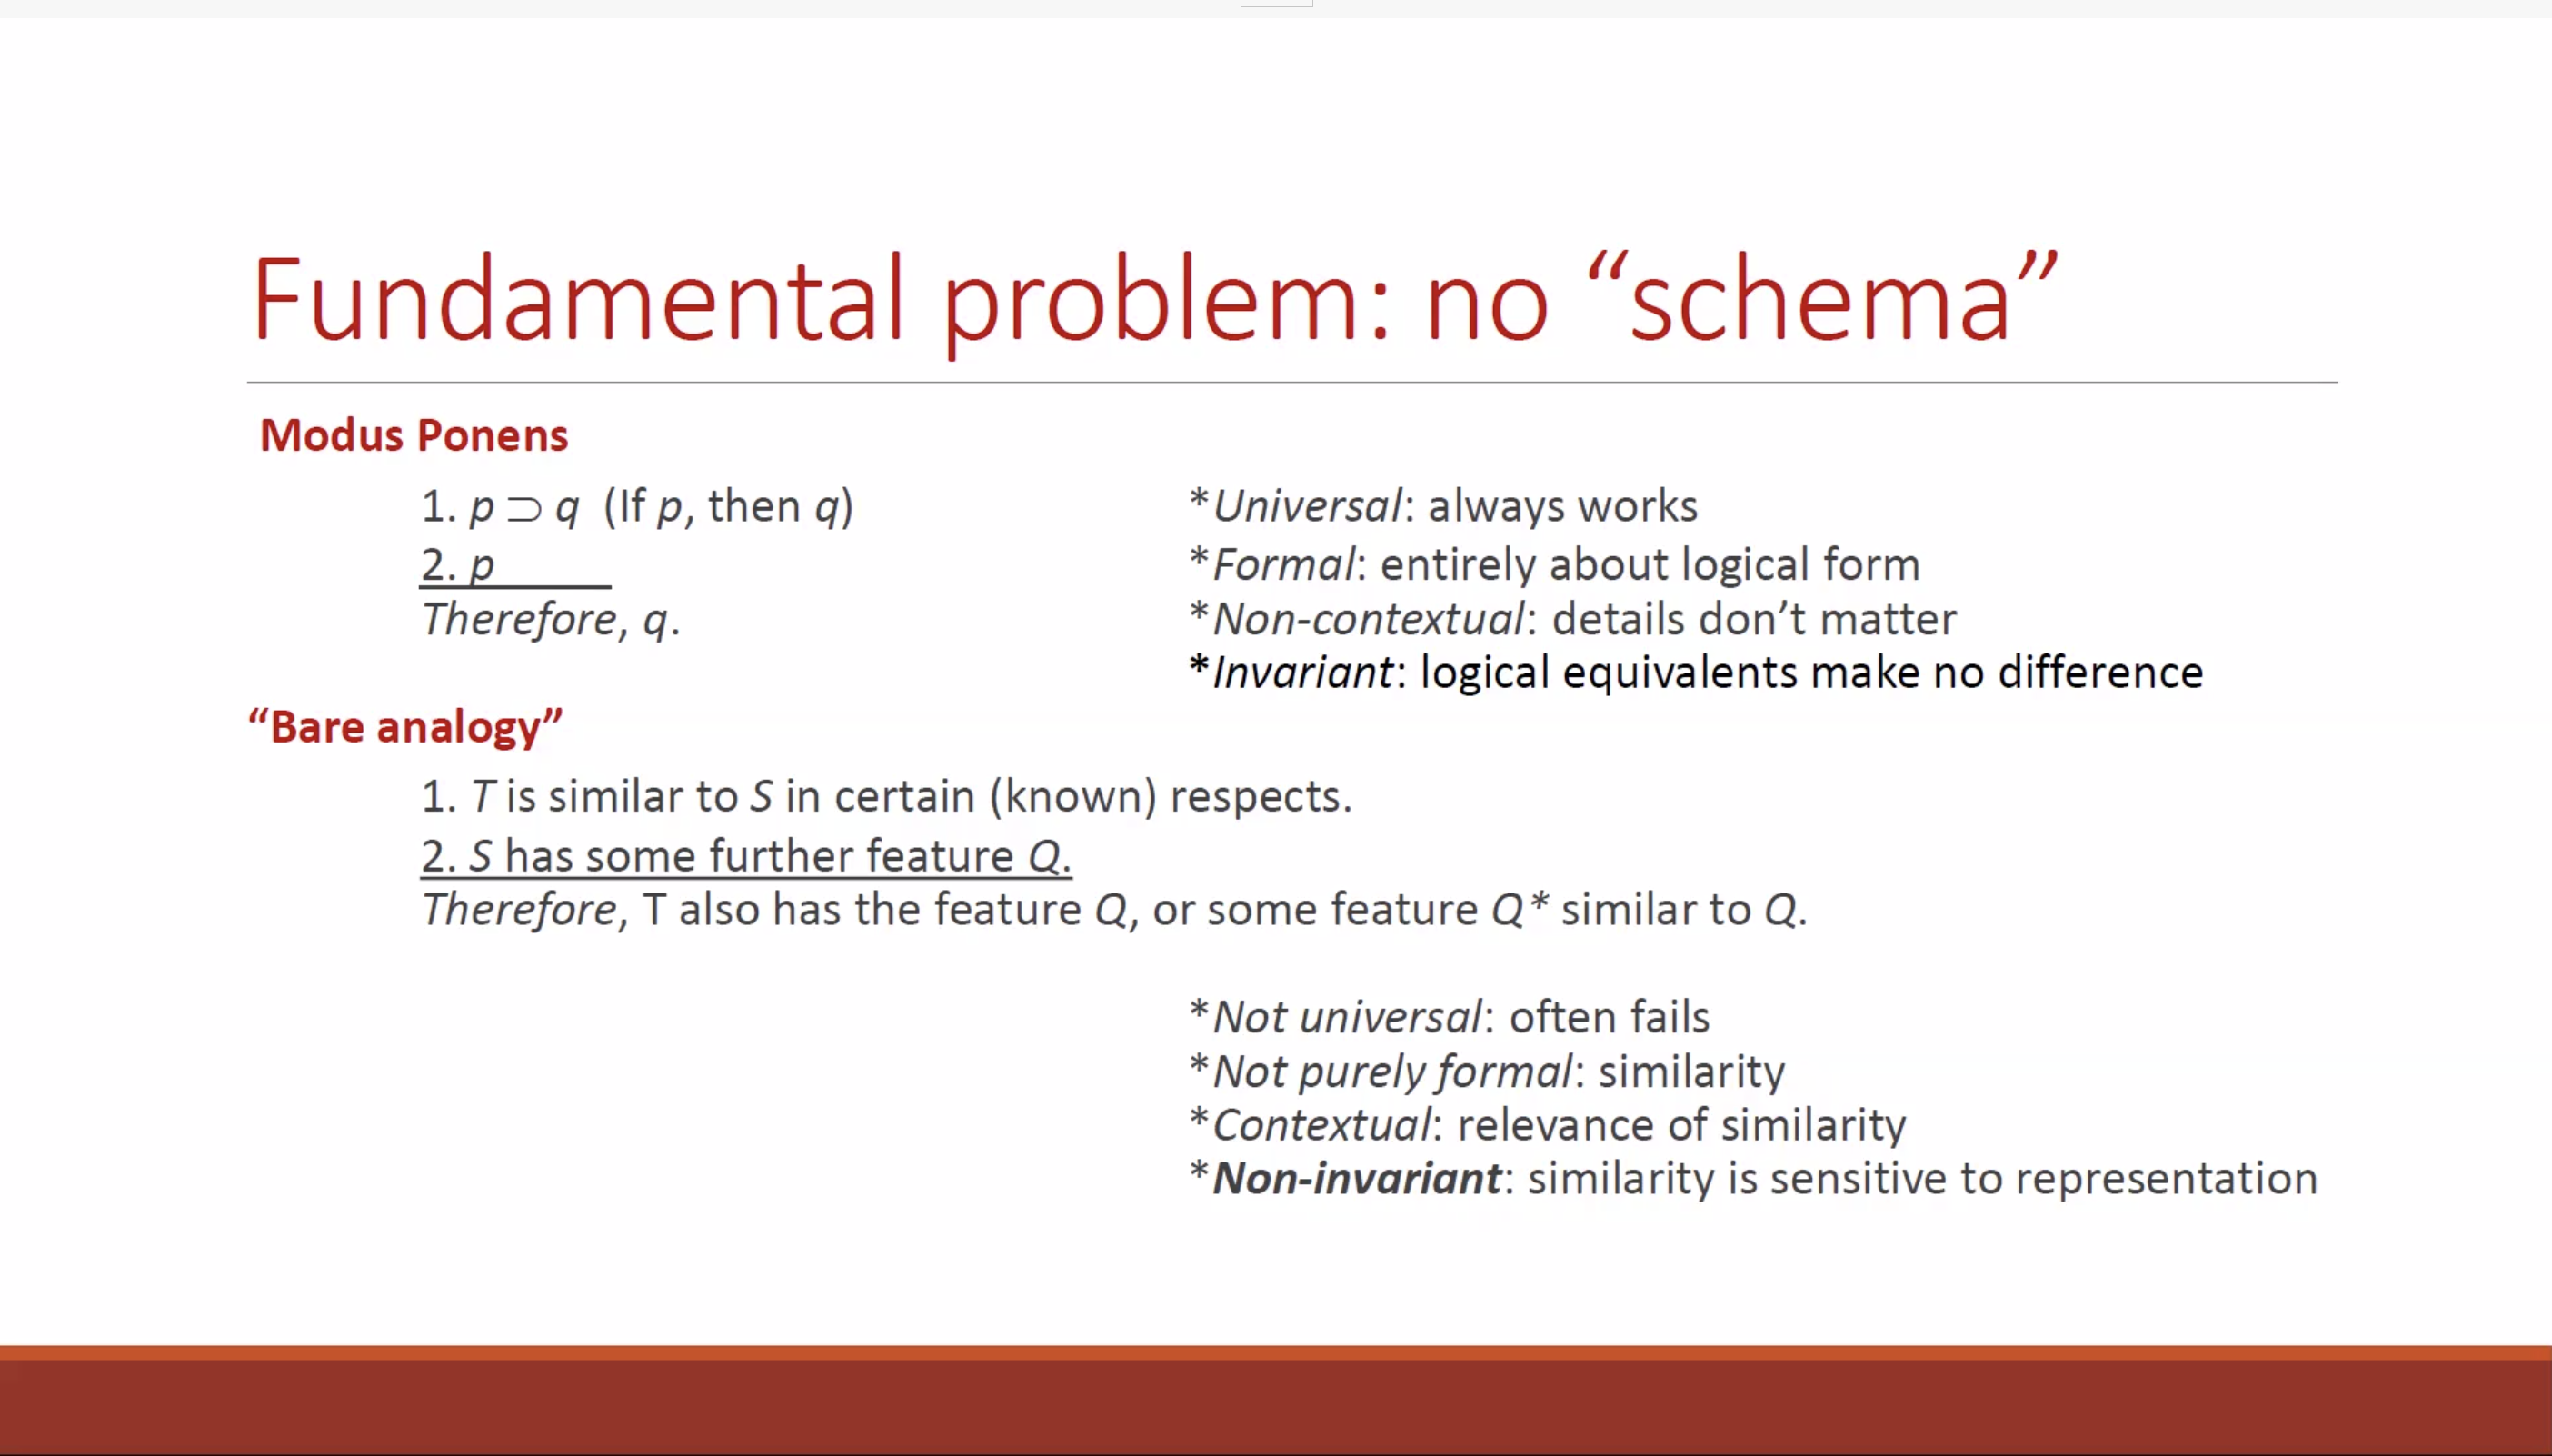 Fundamental problem: no “schema”
Modus Ponens
1. p ⊃ q (If p, then q)
2. p
Therefore, q.
*Universal: always works
*Formal: entirely about logical form
*Non-contextual: details don’t matter
*Invariant: logical equivalents make no difference
“Bare analogy”
1. T is similar to S in certain (known) respects.
2. S has some further feature Q.
Therefore, T also has the feature Q, or some feature Q* similar to Q.
*Not universal: often fails
*Not purely formal: similarity
*Contextual: relevance of similarity
*Non-invariant: similarity is sensitive to representation